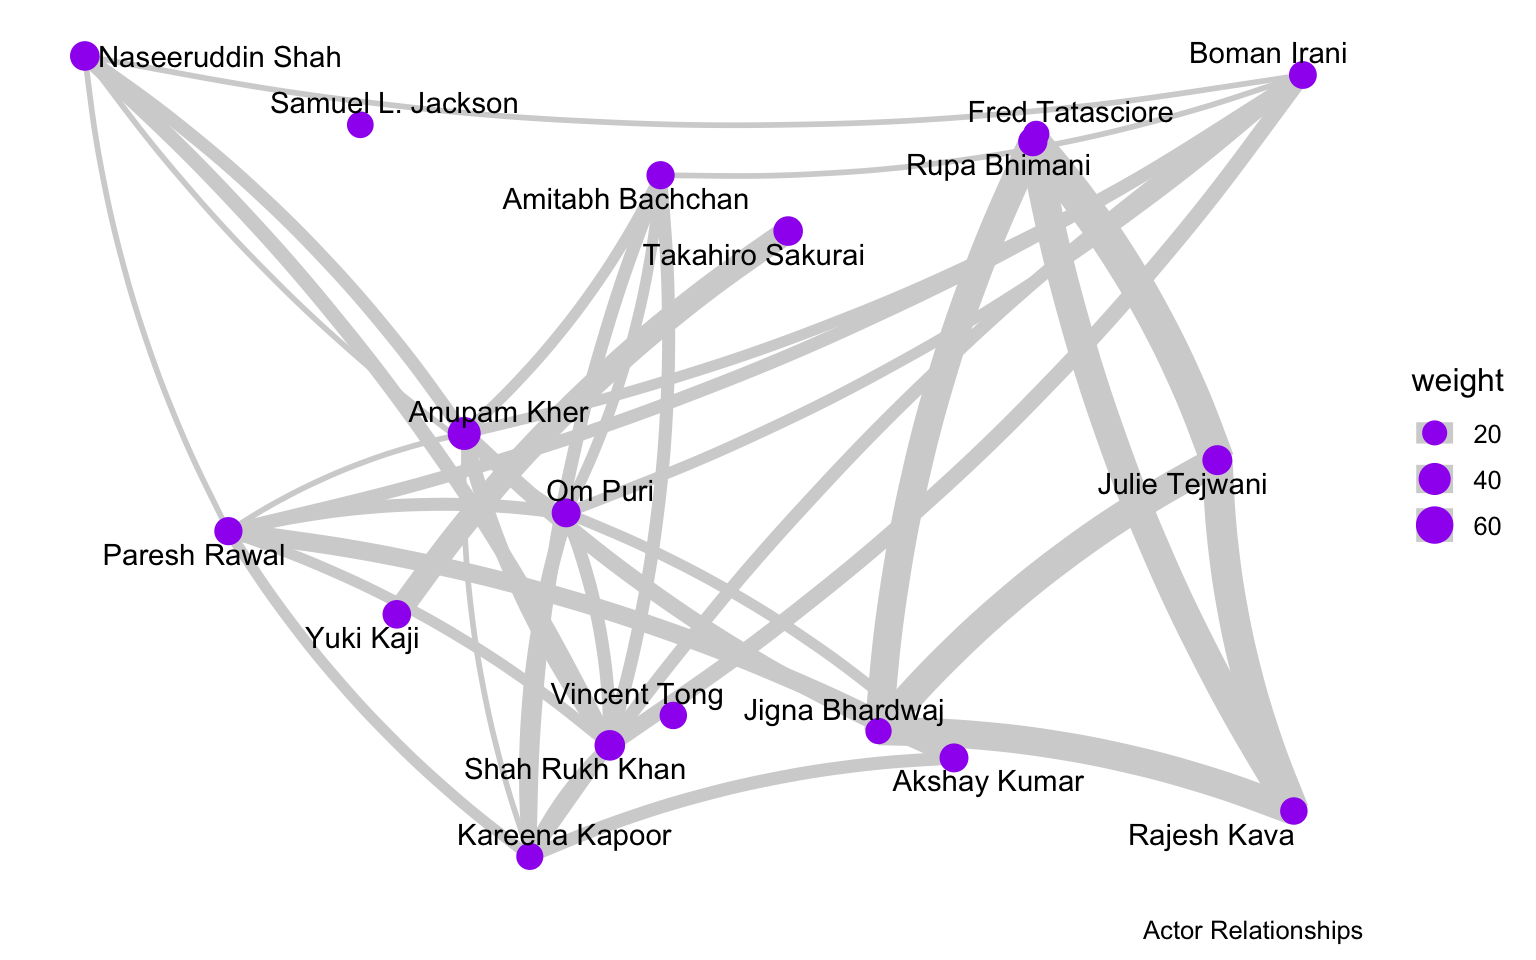 Naseeruddin Shah
Boman Irani
Samuel L. Jackson
Fred Tatasciore
Rupa Bhimani
Amitabh Bachchan
Takahiro Sakurai
weight
Anupam Kher
20
40
Julie Tejwani
Om Puri
60
Paresh Rawal
Yuki Kaji
Vincent Tong
Jigna Bhardwaj
Shah Rukh Khan
Akshay Kumar
Kareena Kapoor
Rajesh Kava
Actor Relationships